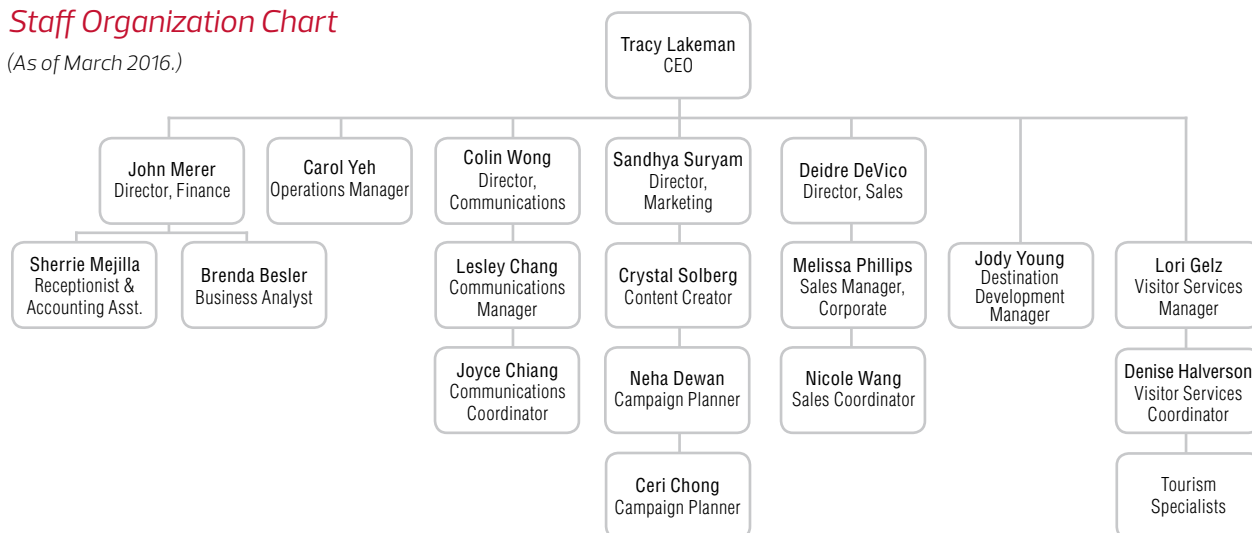 Staff Organization Chart
(As of March 2016.)
Tracy Lakeman
CEO
John Merer
Director, Finance
Carol Yeh
Operations Manager
Colin Wong
Director,
Communications
Sandhya Suryam
Director,
Marketing
Deidre DeVico
Director, Sales
Sherrie Mejilla
Receptionist &
Accounting Asst.
Brenda Besler
Business Analyst
Lesley Chang
Communications
Manager
Crystal Solberg
Content Creator
Melissa Phillips
Sales Manager,
Corporate
Jody Young
Destination
Development
Manager
Lori Gelz
Visitor Services
Manager
Joyce Chiang
Communications
Coordinator
Neha Dewan
Campaign Planner
Nicole Wang
Sales Coordinator
Denise Halverson
Visitor Services
Coordinator
Ceri Chong
Campaign Planner
Tourism
Specialists